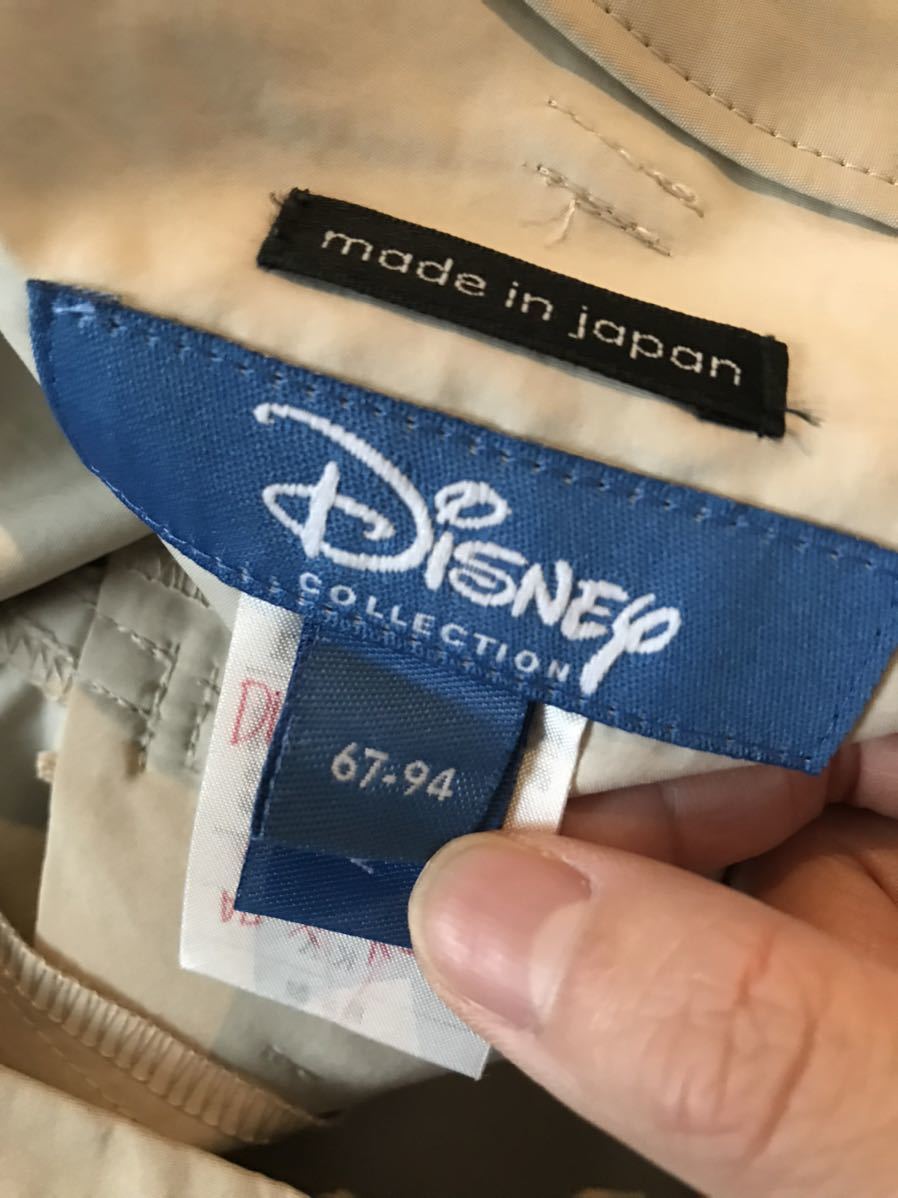 made in japan
Disney
COLLECTION
67-94